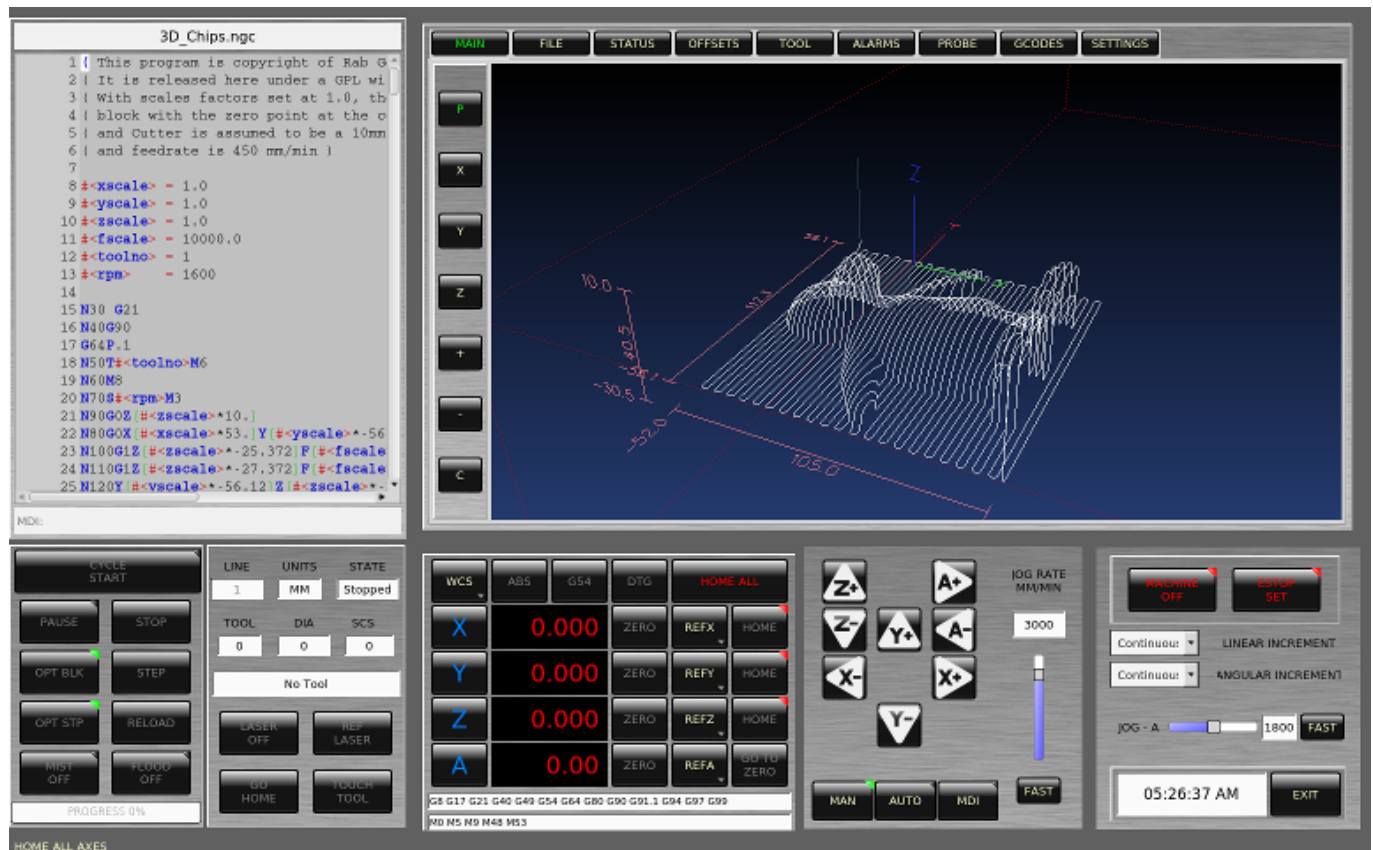 3D_Chips.ngc
1 ( This program is copyright of Rab G
2 ( It is released here under a GPL wi
3 ( With scales factors set at 1.0, th
4 ( block with the zero point at the c
5 ( and Cutter is assumed to be a 10mm
6 ( and feedrate is 450 mm/min )
7
8 #<xscale> = 1.0
9 #<yscale> = 1.0
10 #<zscale> = 1.0
11 #<fscale> = 10000.0
12 #<toolno> = 1
13 #<rpm> = 1600
14
15 N30 G21
16 N40G90
17 G64P.1
18 N50T#<toolno>M6
19 N60M8
20 N70S#<rpm>M3
21 N90G0Z[#<zscale>*10.]
22 N80G0X[#<xscale>*53.]Y[#<yscale>*-56
23 N100G1Z[#<zscale>*-25.372]F[#<fscale
24 N110G1Z[#<zscale>*-27.372]F[#<fscale
25 N120Y[#<yscale>*-56.12]Z[#<zscale>*-
MDI:
MAIN FILE STATUS OFFSETS TOOL ALARMS PROBE GCODES SETTINGS
P
X
Y
Z
+
-
C
Z
Y
10.0
112.3
40.5
-30.5
-52.0
105.0
CYCLE
START
PAUSE STOP
OPT BLK STEP
OPT STP RELOAD
MIST
OFF
FLOOD
OFF
PROGRESS 0%
LINE UNITS STATE
1 MM Stopped
TOOL DIA SCS
0 0 0
No Tool
LASER
OFF
REF
LASER
GO
HOME
TOUCH
TOOL
WCS ABS G54 DTG HOME ALL
X 0.000 ZERO REFX HOME
Y 0.000 ZERO REFY HOME
Z 0.000 ZERO REFZ HOME
A 0.00 ZERO REFA GO TO
ZERO
G8 G17 G21 G40 G49 G54 G64 G80 G90 G91.1 G94 G97 G99
M0 M5 M9 M48 M53
Z+ A+
Z- Y+ A-
X- X+
Y-
JOG RATE
MM/MIN
3000
FAST
MAN AUTO MDI
MACHINE
OFF
ESTOP
SET
Continuou: LINEAR INCREMENT
Continuou: ANGULAR INCREMENT
JOG - A 1800 FAST
05:26:37 AM EXIT
HOME ALL AXES